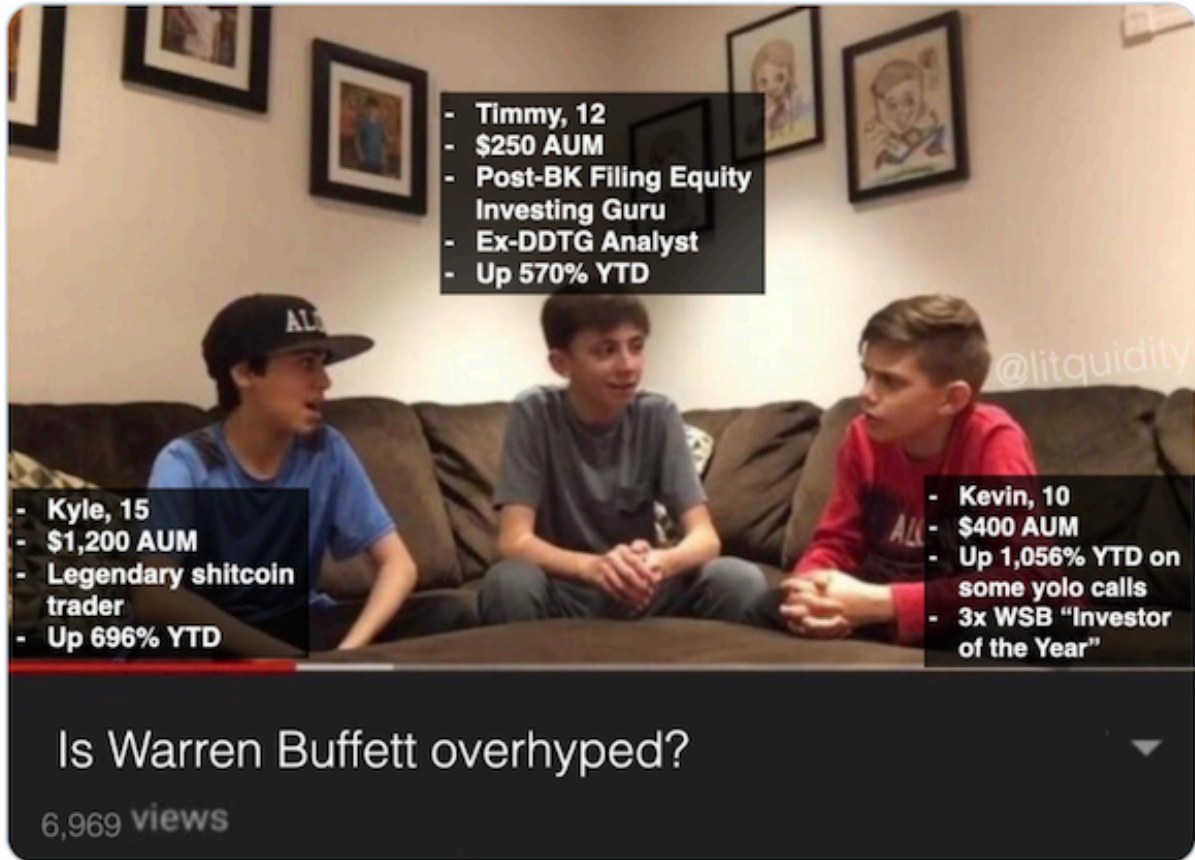 - Timmy, 12
- $250 AUM
- Post-BK Filing Equity
Investing Guru
- Ex-DDTG Analyst
- Up 570% YTD
@litquidity
- Kyle, 15
- $1,200 AUM
- Legendary shitcoin
trader
- Up 696% YTD
- Kevin, 10
- $400 AUM
- Up 1,056% YTD on
some yolo calls
- 3x WSB “Investor
of the Year”
Is Warren Buffett overhyped?
6,969 views